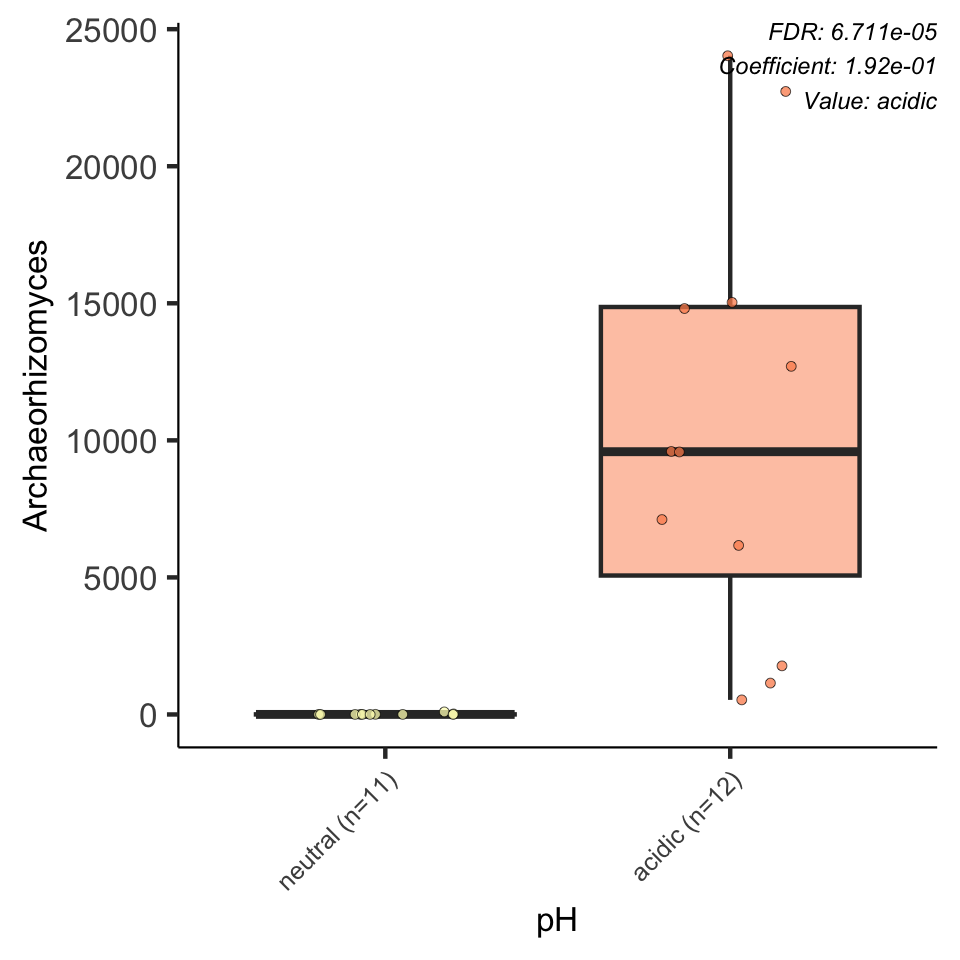 FDR: 6.711e-05
Coefficient: 1.92e-01
Value: acidic
25000
20000
15000
10000
5000
0
Archaeorhizomyces
neutral (n=11)
acidic (n=12)
pH